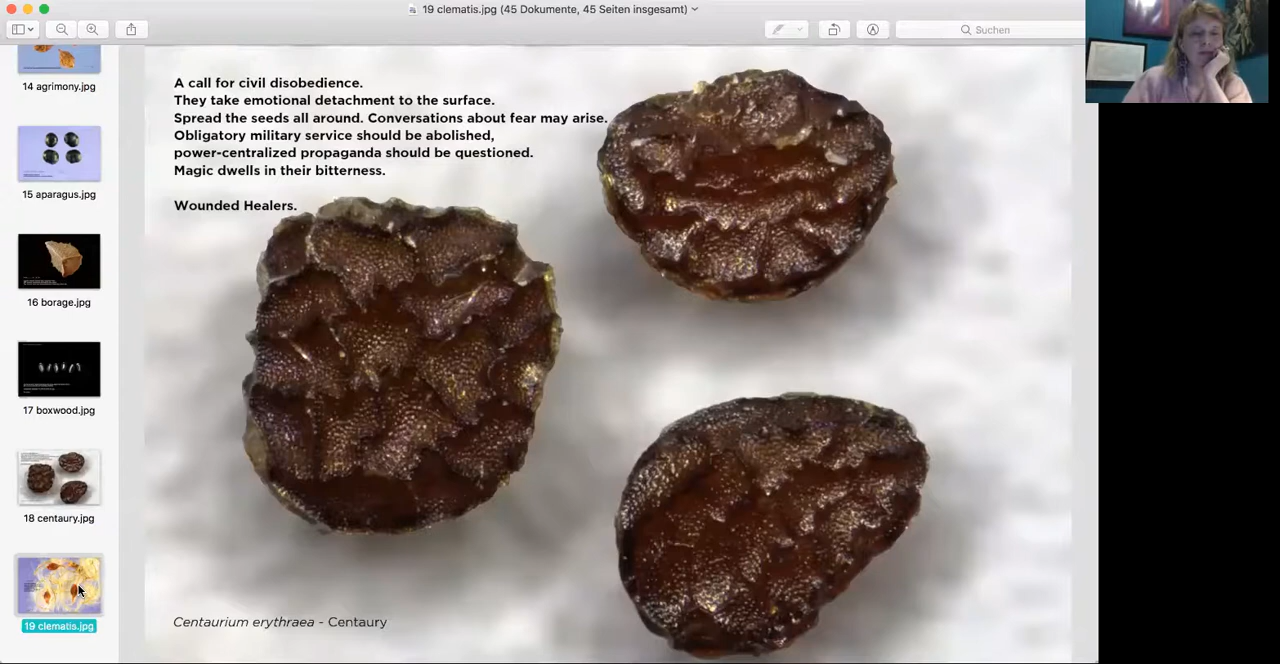 19 clematis.jpg (45 Dokumente, 45 Seiten insgesamt)
Suchen
14 agrimony.jpg
15 aparagus.jpg
16 borage.jpg
17 boxwood.jpg
18 centaury.jpg
19 clematis.jpg
A call for civil disobedience.
They take emotional detachment to the surface.
Spread the seeds all around. Conversations about fear may arise.
Obligatory military service should be abolished,
power-centralized propaganda should be questioned.
Magic dwells in their bitterness.
Wounded Healers.
Centaurium erythraea - Centaury